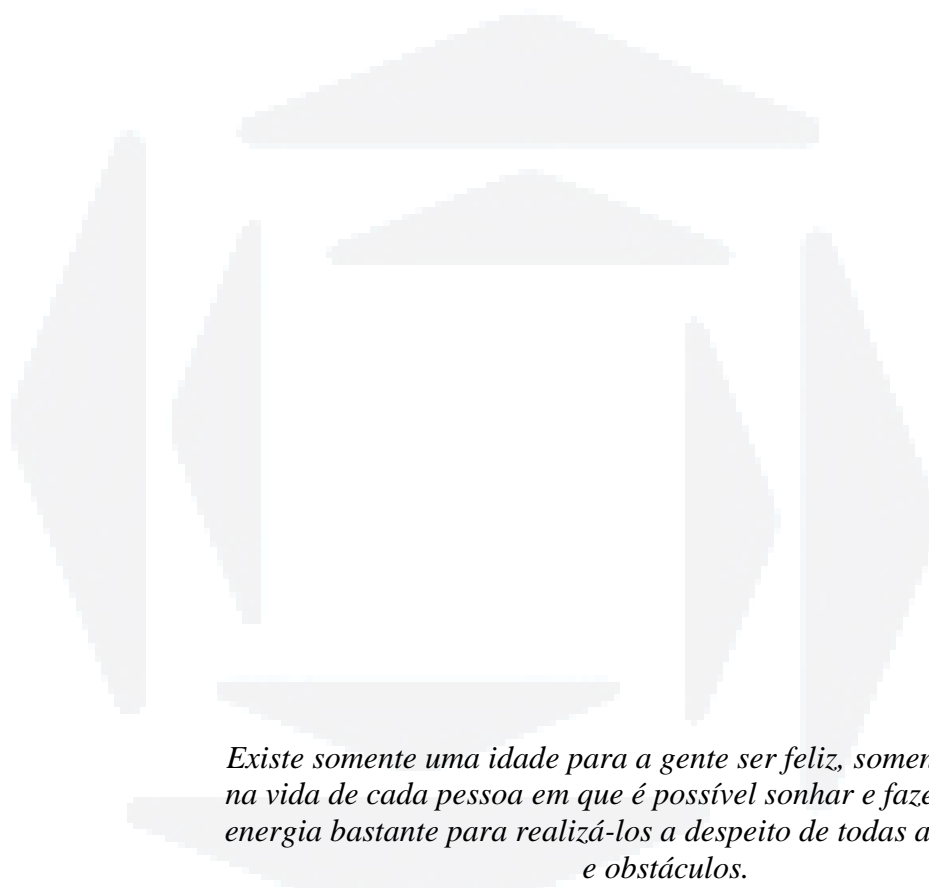 Existe somente uma idade para a gente ser feliz,
na vida de cada pessoa em que é possível sonhar e
energia bastante para realizá-los a despeito de todas
e obstáculos.